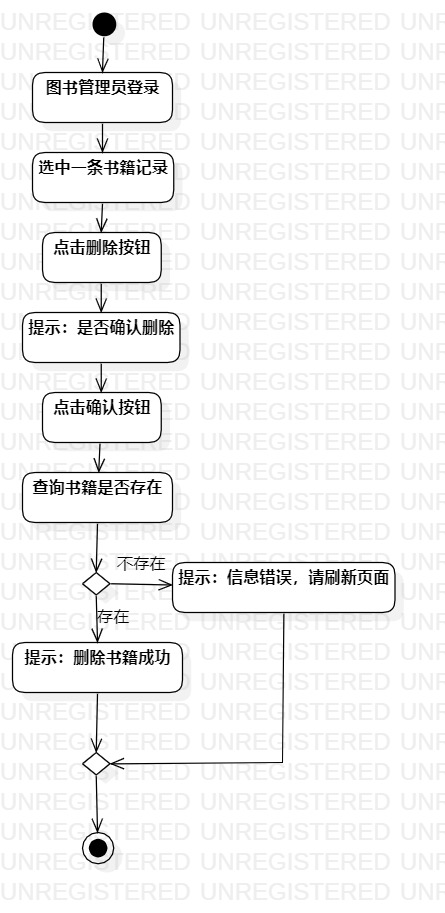 图书管理员登录
选中一条书籍记录
点击删除按钮
提示：是否确认删除
点击确认按钮
查询书籍是否存在
不存在
提示：信息错误，请刷新页面
存在
提示：删除书籍成功
UNREGISTERED